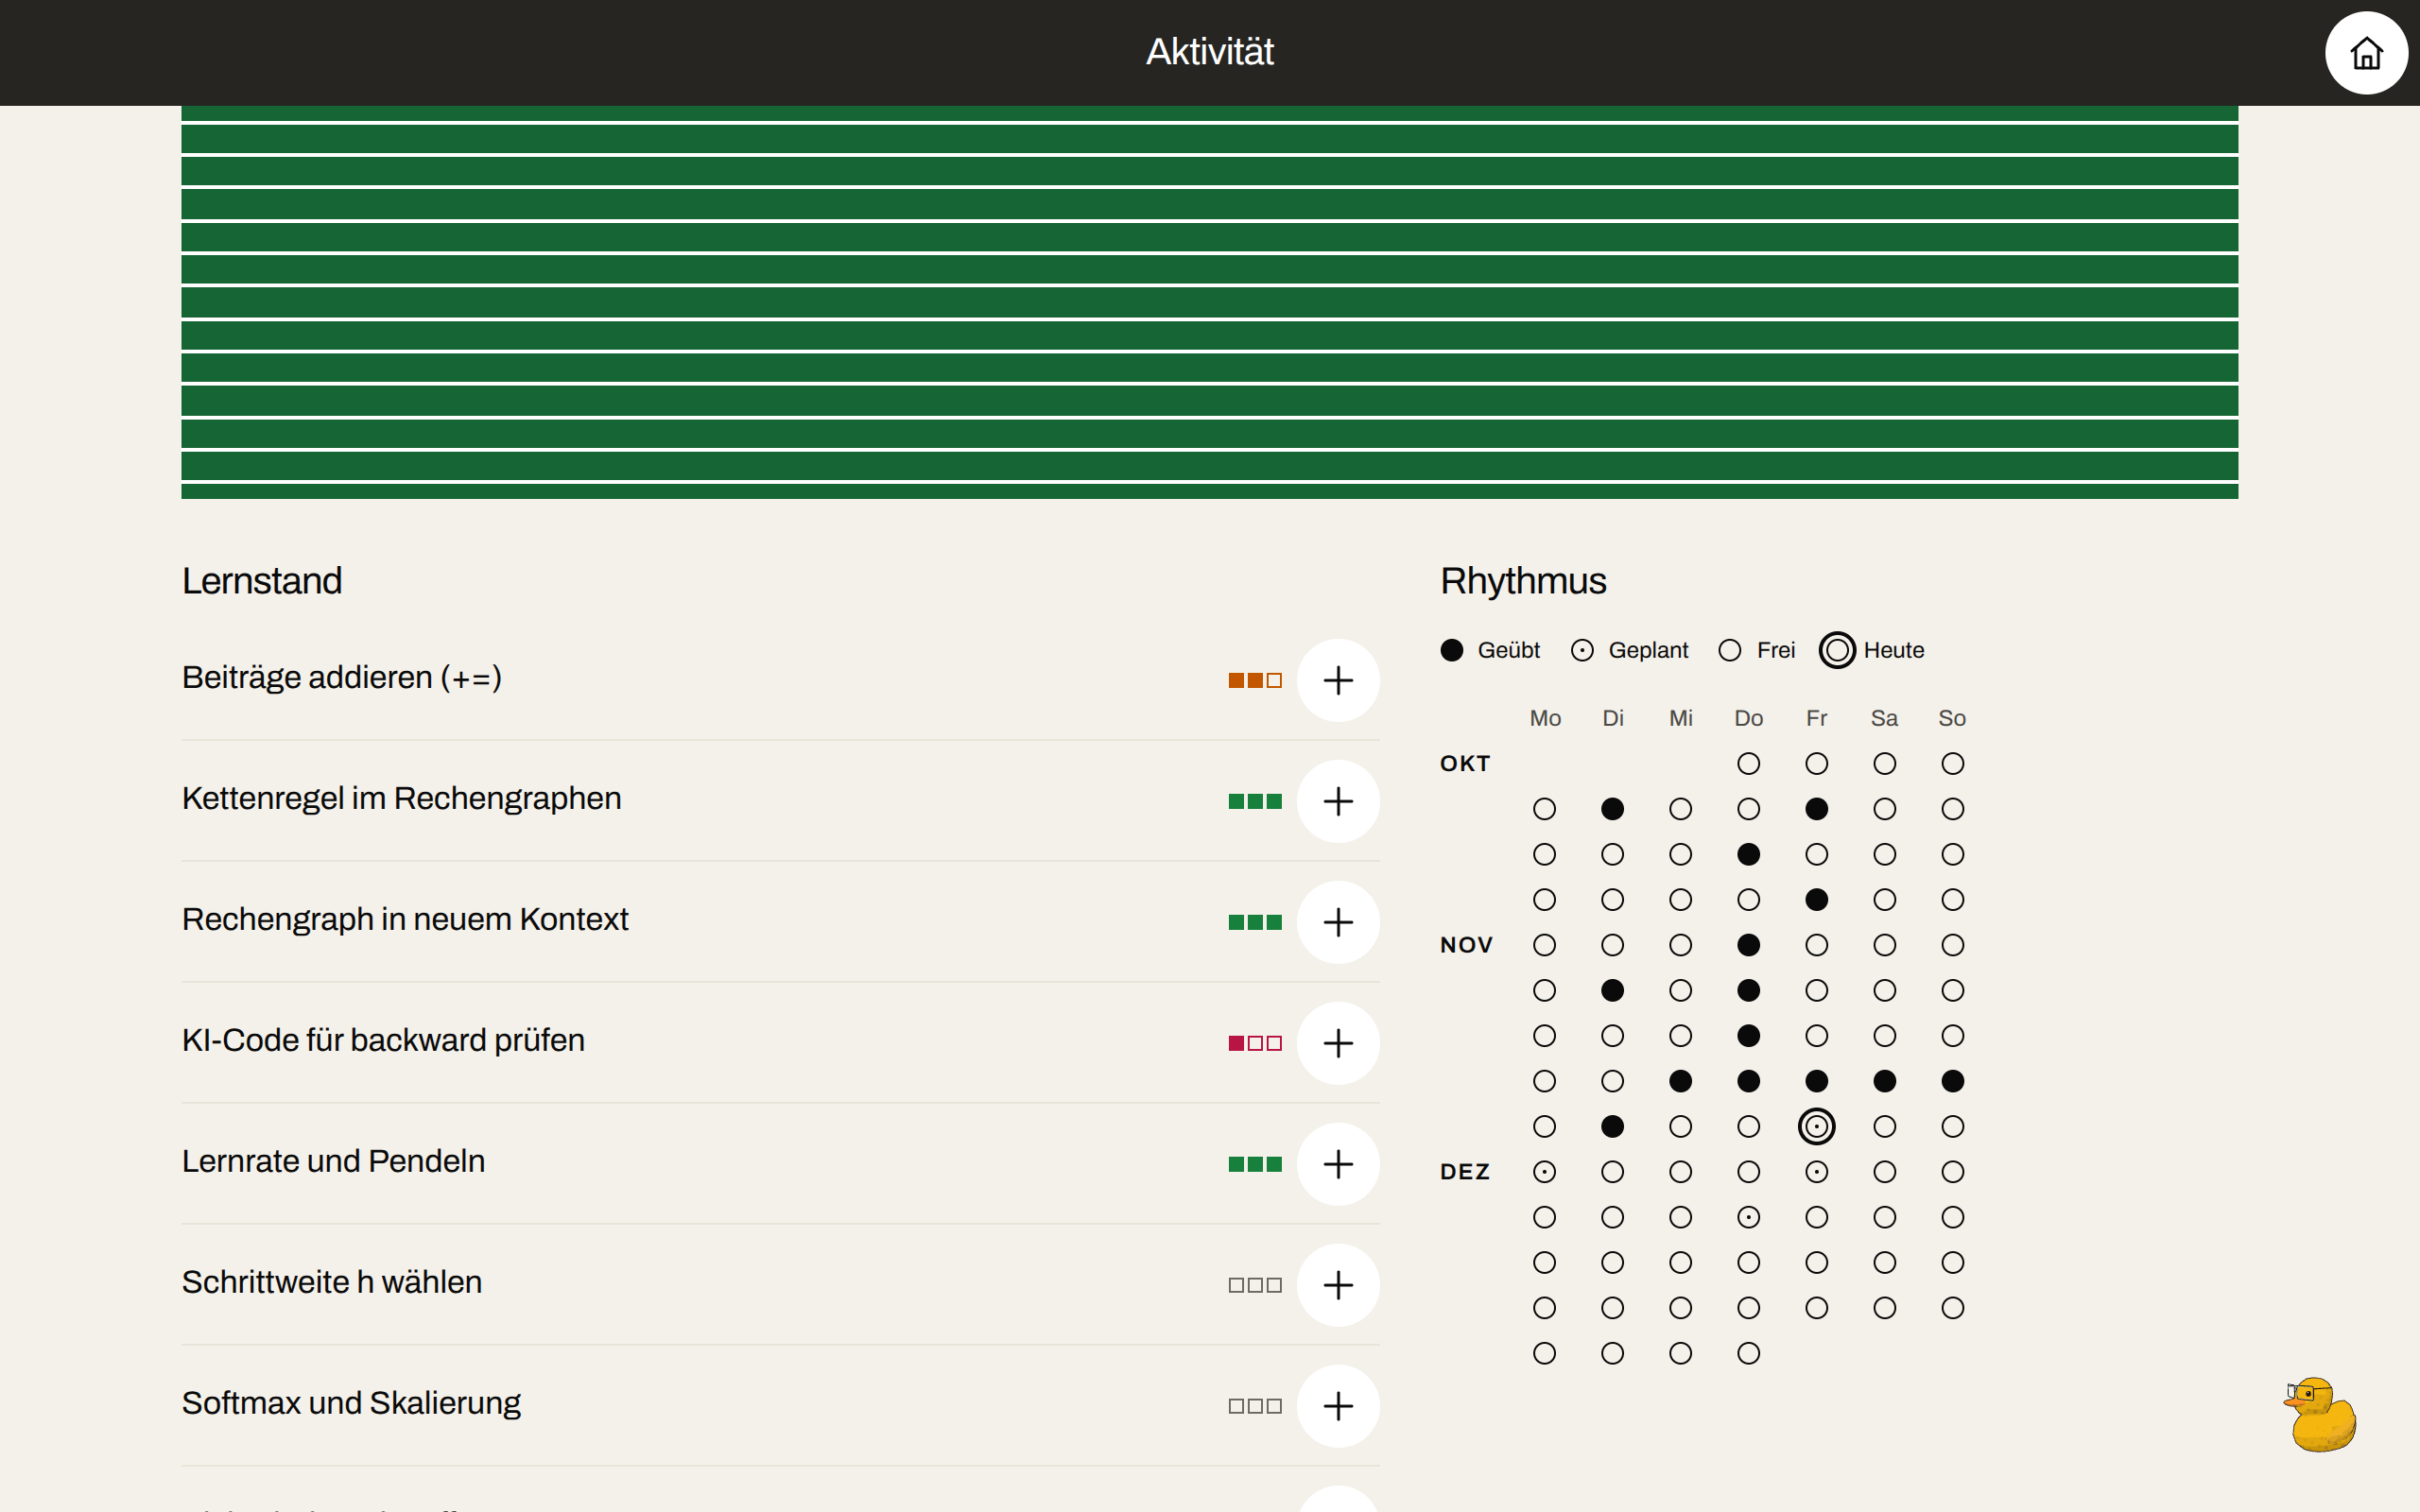 Aktivität
Lernstand
Beiträge addieren (+=)
Kettenregel im Rechengraphen
Rechengraph in neuem Kontext
KI-Code für backward prüfen
Lernrate und Pendeln
Schrittweite h wählen
Softmax und Skalierung
Rhythmus
Geübt Geplant Frei Heute
Mo Di Mi Do Fr Sa So
OKT
NOV
DEZ